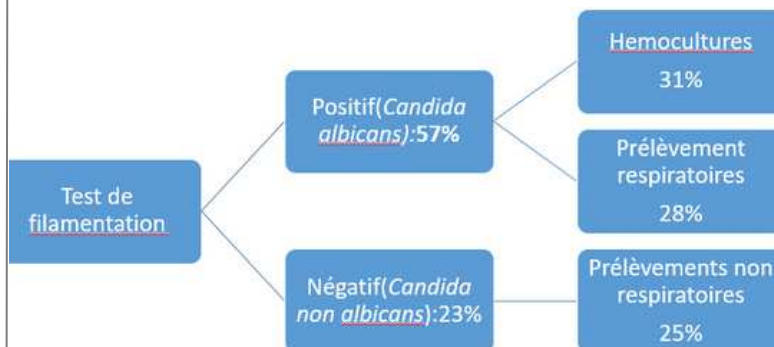 Hemocultures
31%
Positif(Candida
albicans):57%
Prélèvement
respiratoires
28%
Test de
filamentation
Négatif(Candida
non albicans):23%
Prélèvements non
respiratoires
25%